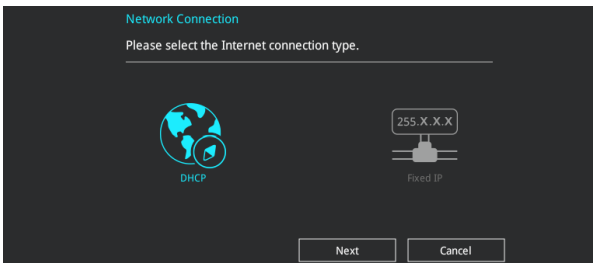 Network Connection
Please select the Internet connection type.
255.X.X.X
DHCP
Fixed IP
Next
Cancel